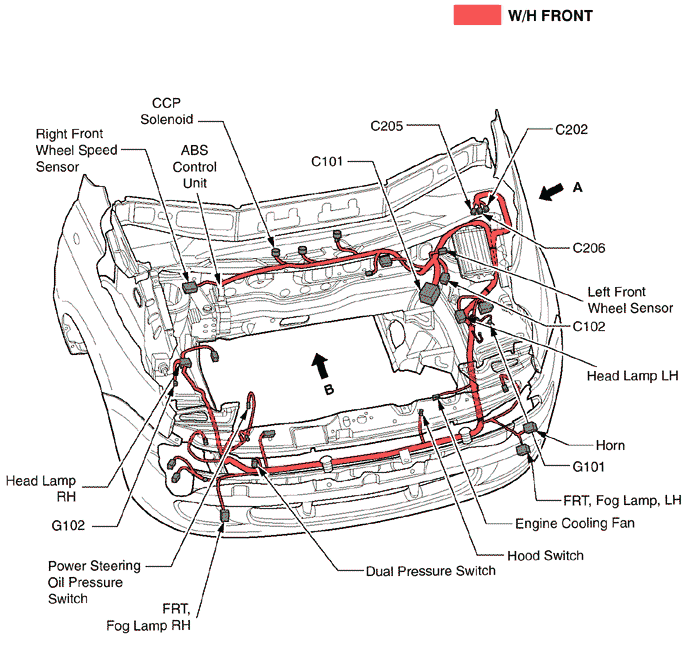 W/H FRONT
CCP
Solenoid
Right Front
Wheel Speed
Sensor
ABS
Control
Unit
C101
C205
C202
A
C206
Left Front
Wheel Sensor
C102
Head Lamp LH
B
Horn
G101
FRT, Fog Lamp, LH
Engine Cooling Fan
Hood Switch
Dual Pressure Switch
Head Lamp
RH
G102
Power Steering
Oil Pressure
Switch
FRT,
Fog Lamp RH